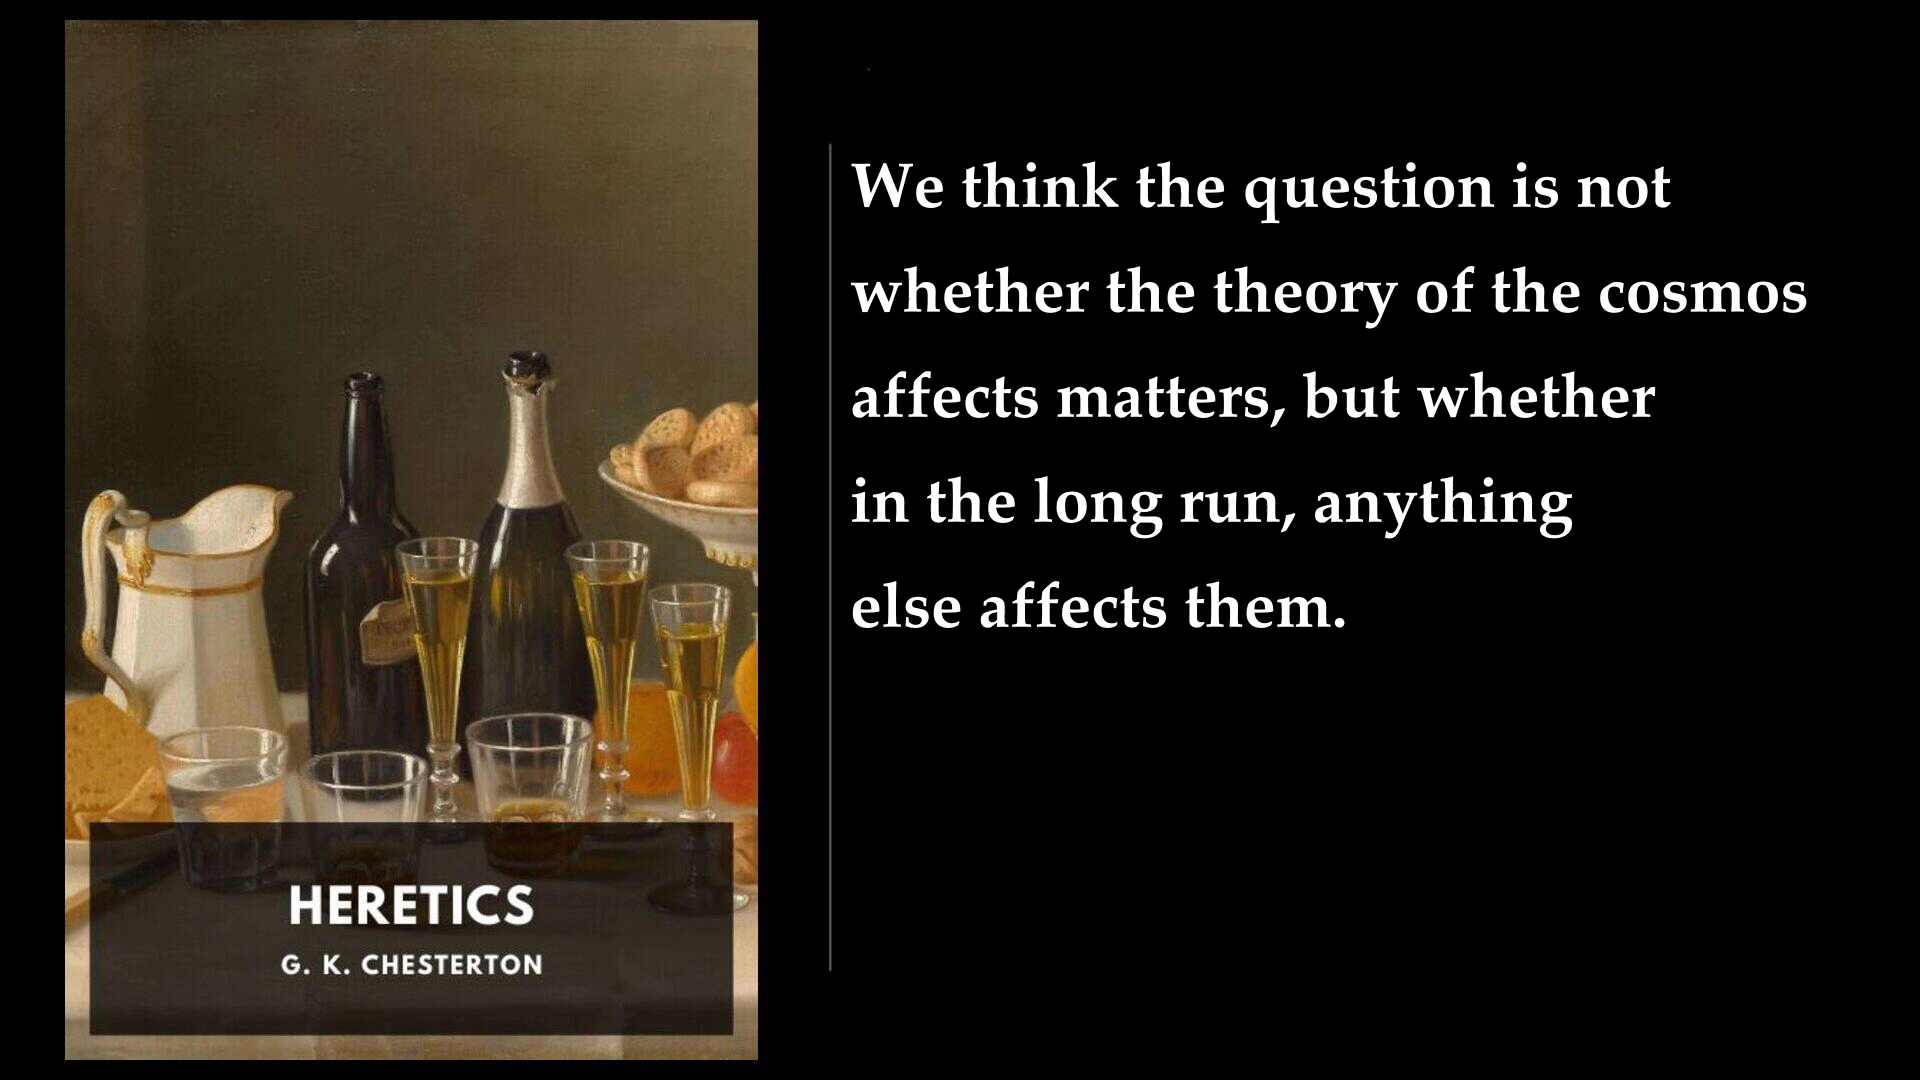 We think the question is not
whether the theory of the cosmos
affects matters, but whether
in the long run, anything
else affects them.
HERETICS
G. K. CHESTERTON